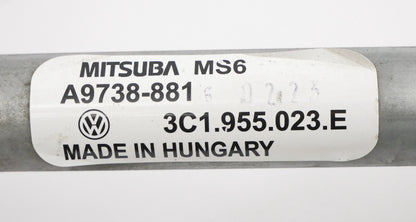 MITSUBA MS6
A9738-881
3C1.955.023.E
MADE IN HUNGARY